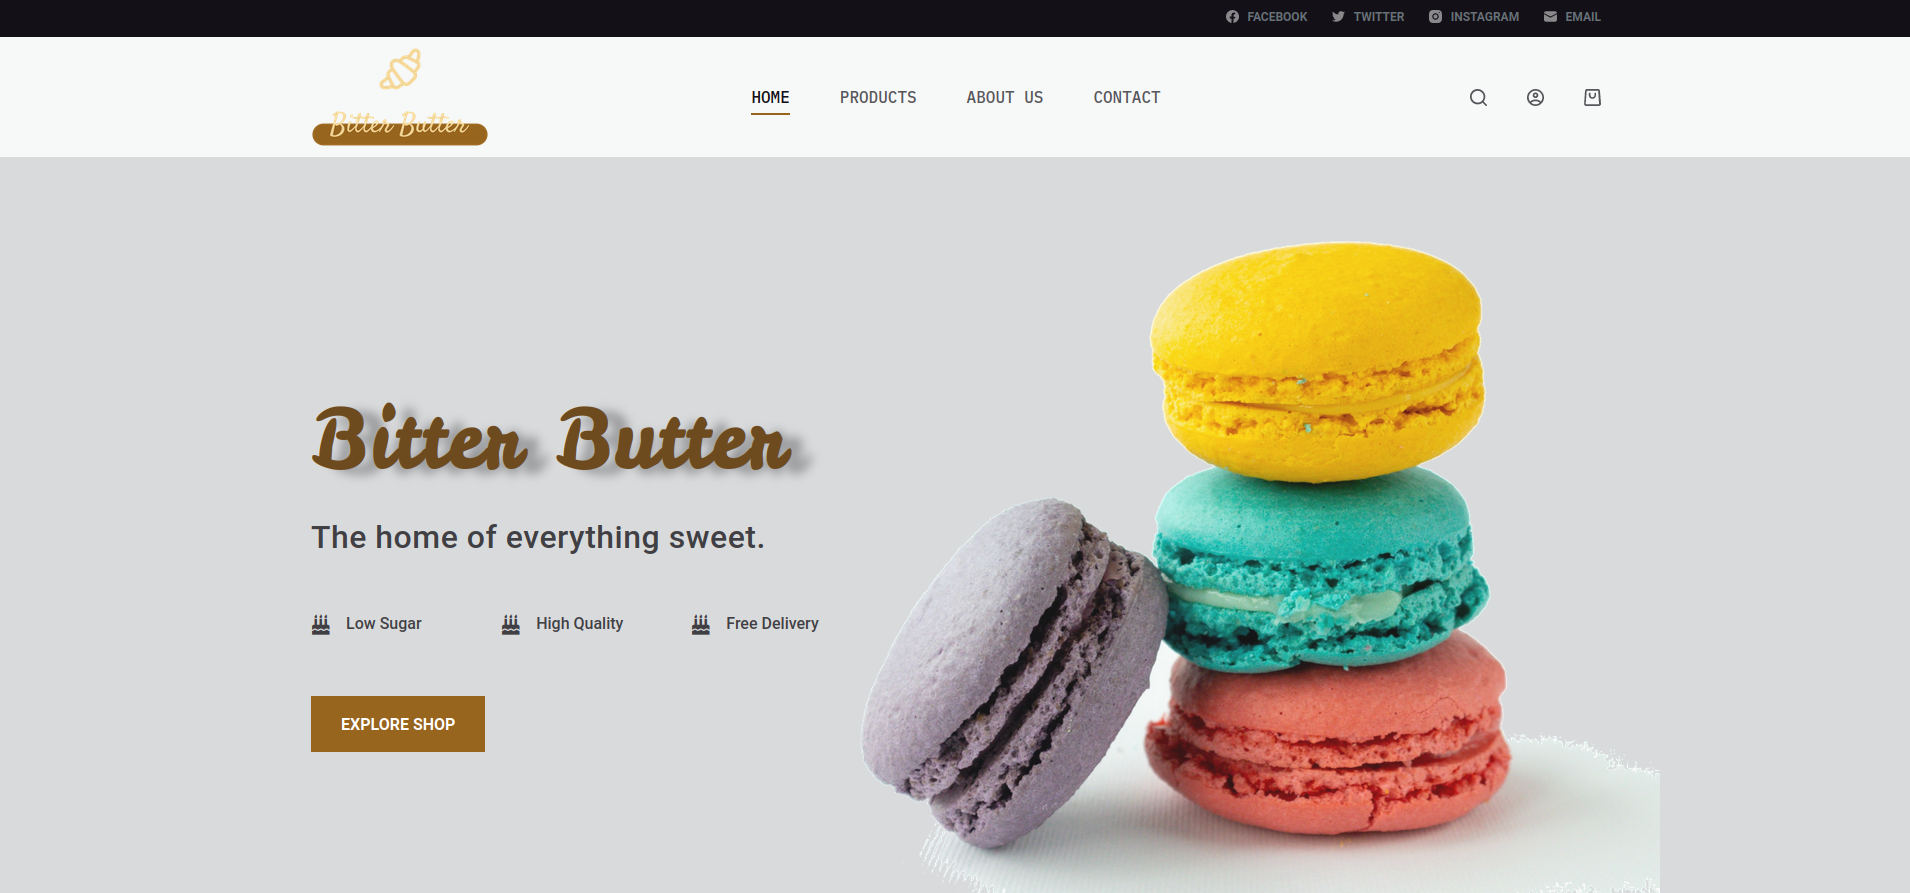 FACEBOOK TWITTER INSTAGRAM EMAIL
Bitter Butter
HOME PRODUCTS ABOUT US CONTACT
Bitter Butter
The home of everything sweet.
Low Sugar High Quality Free Delivery
EXPLORE SHOP